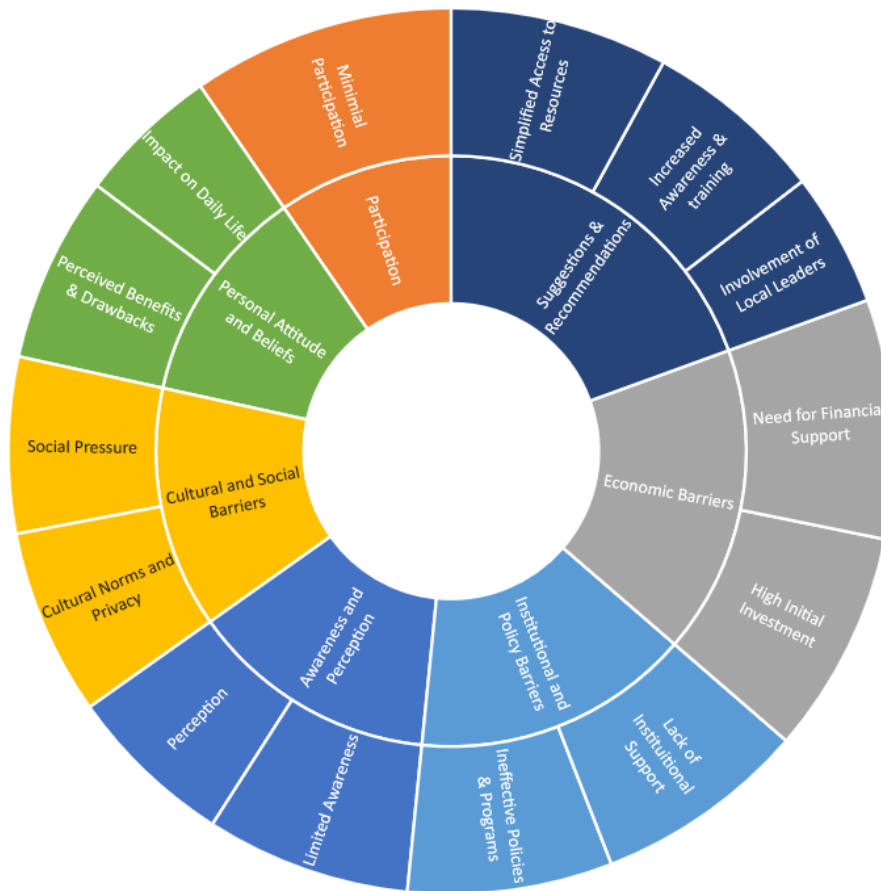 Simplified Access to
Resources
Increased
Awareness &
training
Involvement of
Local Leaders
Suggestions &
Recommendations
Need for Financia
Support
High Initial
Investment
Economic Barriers
Lack of
Instituitional
Support
Ineffective Policies
& Programs
Institutional and
Policy Barriers
Limited Awareness
Perception
Awareness and
Perception
Cultural Norms and
Privacy
Social Pressure
Cultural and Social
Barriers
Perceived Benefits
& Drawbacks
Impact on Daily Life
Personal Attitude
and Beliefs
Minimial
Participation
Participation